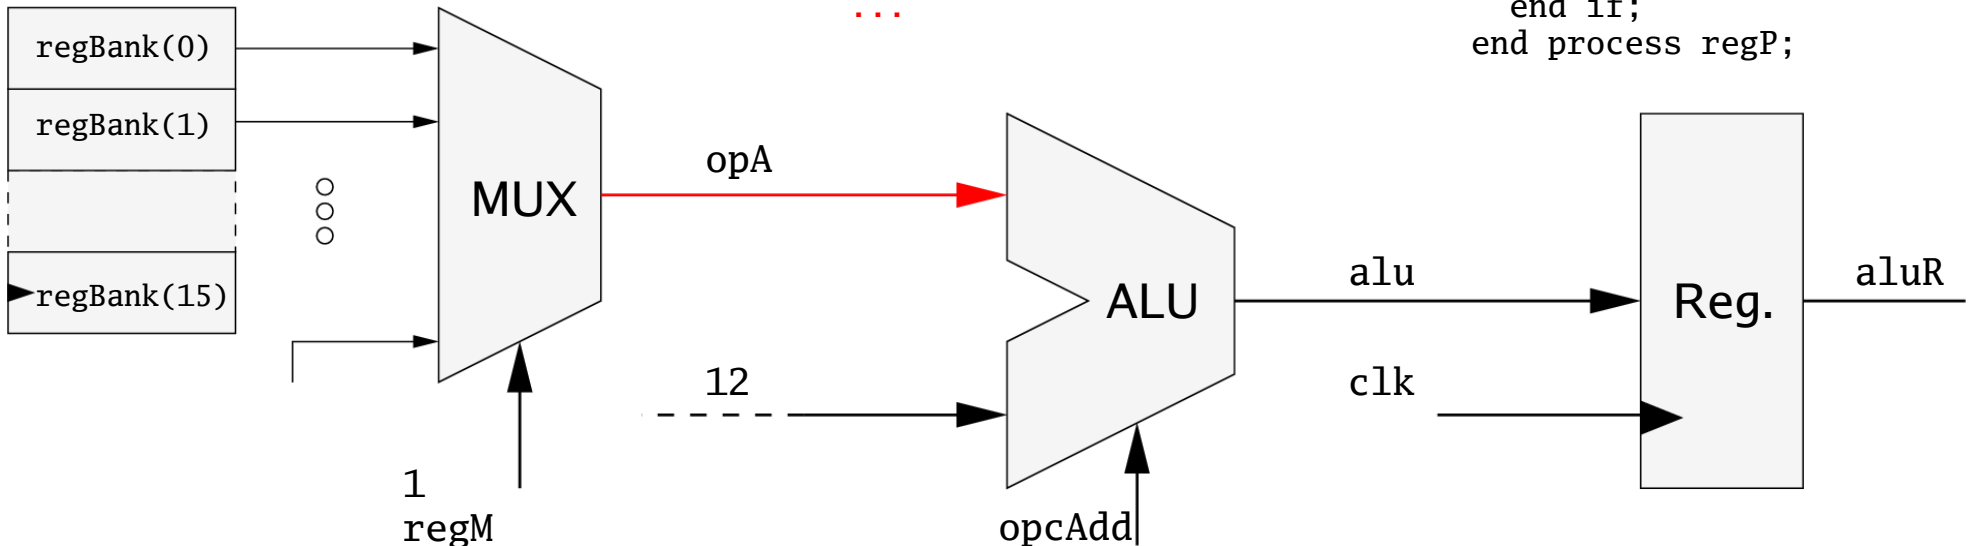 ...
end if;
end process regP;
regBank(0)
regBank(1)
regBank(15)
MUX
opA
ALU
alu
Reg.
aluR
12
clk
1
regM
opcAdd